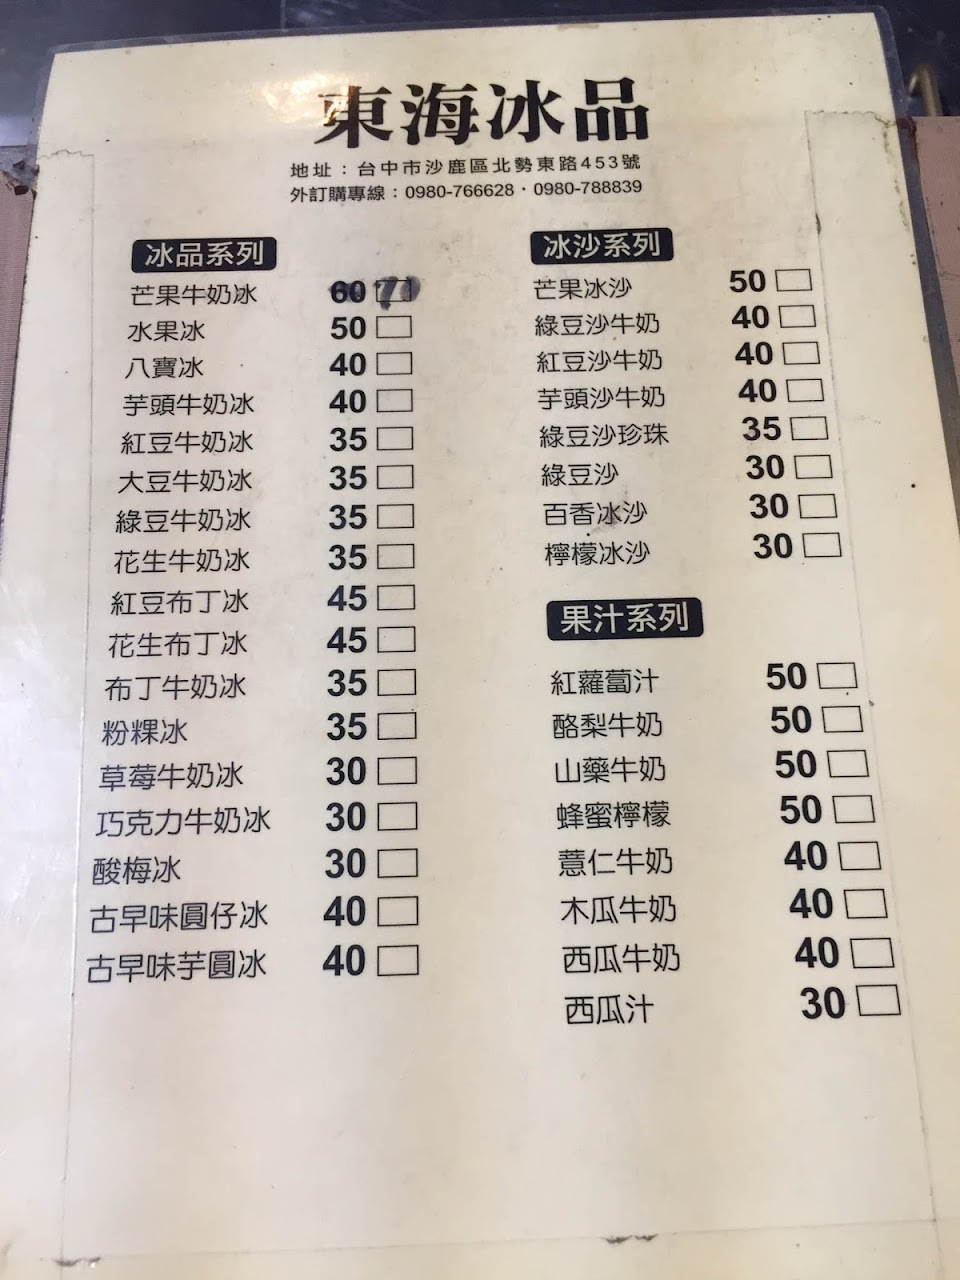 東海冰品
地址：台中市沙鹿區北勢東路453號
外訂購專線：0980-766628·0980-788839
冰品系列
芒果牛奶冰 60 70
水果冰 50
八寶冰 40
芋頭牛奶冰 40
紅豆牛奶冰 35
大豆牛奶冰 35
綠豆牛奶冰 35
花生牛奶冰 35
紅豆布丁冰 45
花生布丁冰 45
布丁牛奶冰 35
粉粿冰 35
草莓牛奶冰 30
巧克力牛奶冰 30
酸梅冰 30
古早味圓仔冰 40
古早味芋圓冰 40
冰沙系列
芒果冰沙 50
綠豆沙牛奶 40
紅豆沙牛奶 40
芋頭沙牛奶 40
綠豆沙珍珠 35
綠豆沙 30
百香冰沙 30
檸檬冰沙 30
果汁系列
紅蘿蔔汁 50
酪梨牛奶 50
山藥牛奶 50
蜂蜜檸檬 50
薏仁牛奶 40
木瓜牛奶 40
西瓜牛奶 40
西瓜汁 30